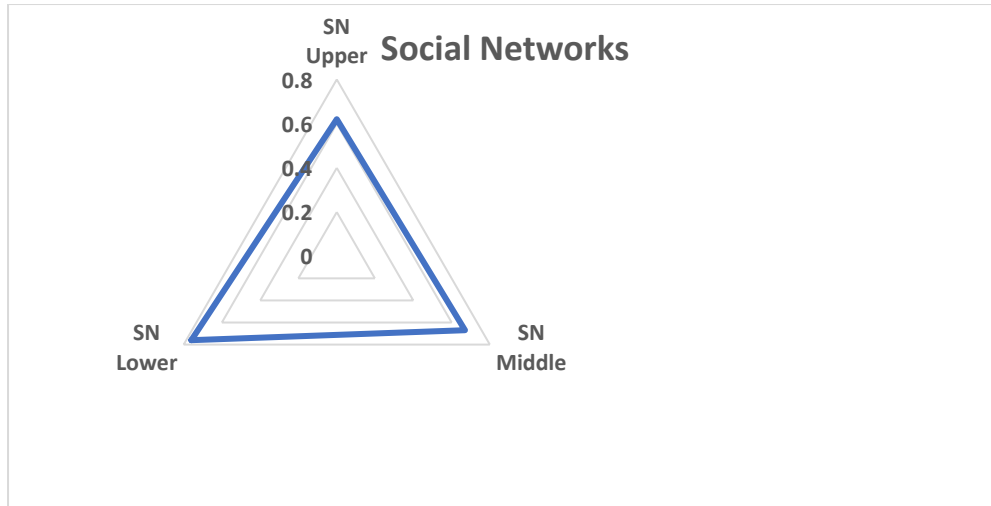 SN
Upper
Social Networks
0.8
0.6
0.4
0.2
0
SN
Lower
SN
Middle